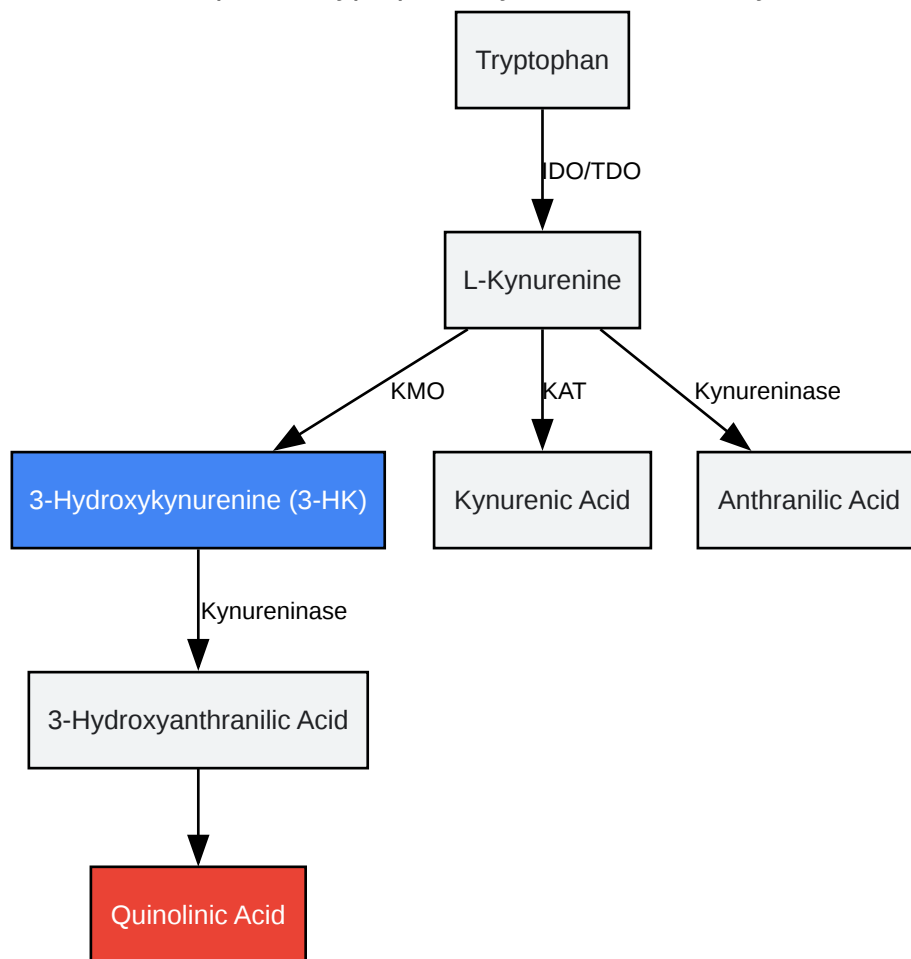 Tryptophan
IDO/TDO
L-Kynurenine
KMO
KAT
Kynureninase
3-Hydroxykynurenine (3-HK)
Kynurenic Acid
Anthranilic Acid
Kynureninase
3-Hydroxyanthranilic Acid
Quinolinic Acid